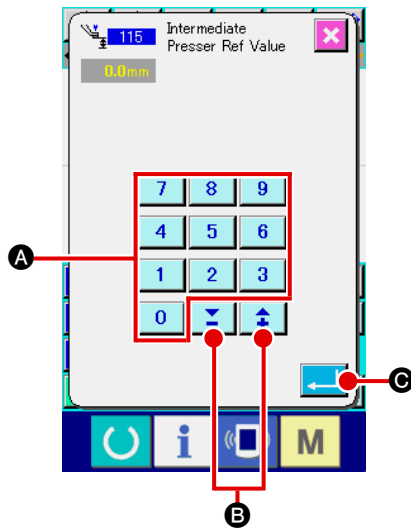 115 Intermediate
Presser Ref Value
0.0mm
7 8 9
4 5 6
A
1 2 3
0
C
i M
B